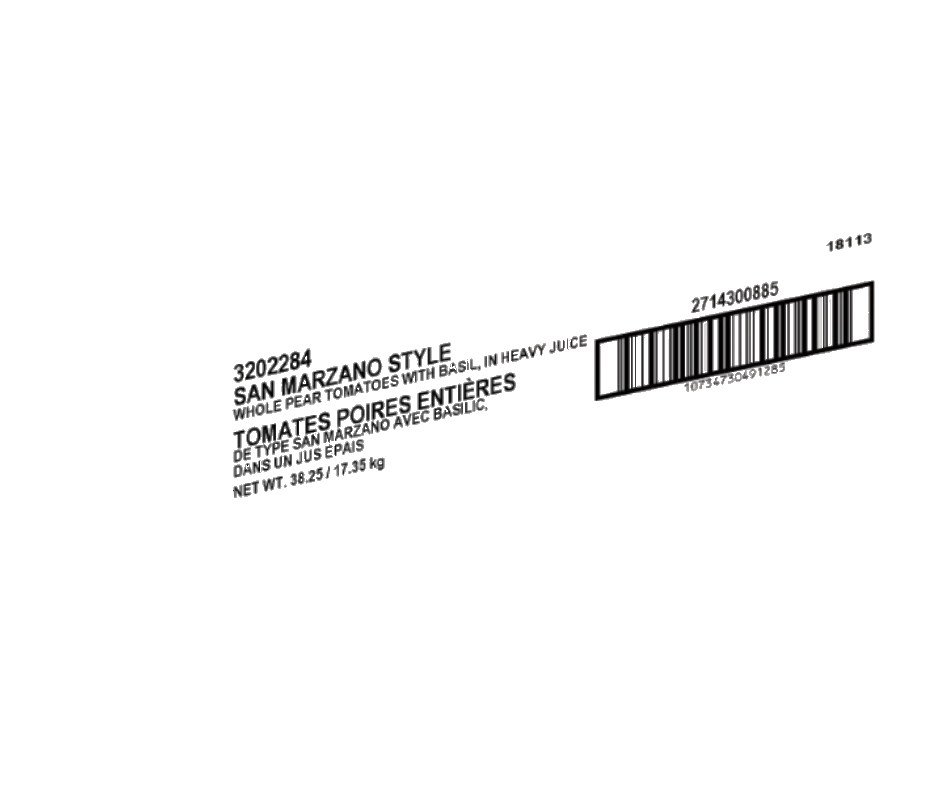 18113
2714300885
10734730491285
3202284
SAN MARZANO STYLE
WHOLE PEAR TOMATOES WITH BASIL, IN HEAVY JUICE
TOMATES POIRES ENTIÈRES
DE TYPE SAN MARZANO AVEC BASILIC,
DANS UN JUS ÉPAIS
NET WT. 38.25 / 17.35 kg